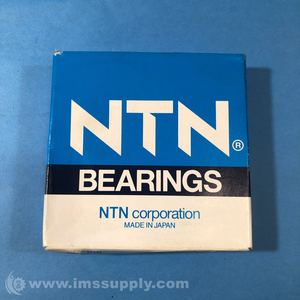 NTN®
BEARINGS
NTN corporation
MADE IN JAPAN
© www.imssupply.com